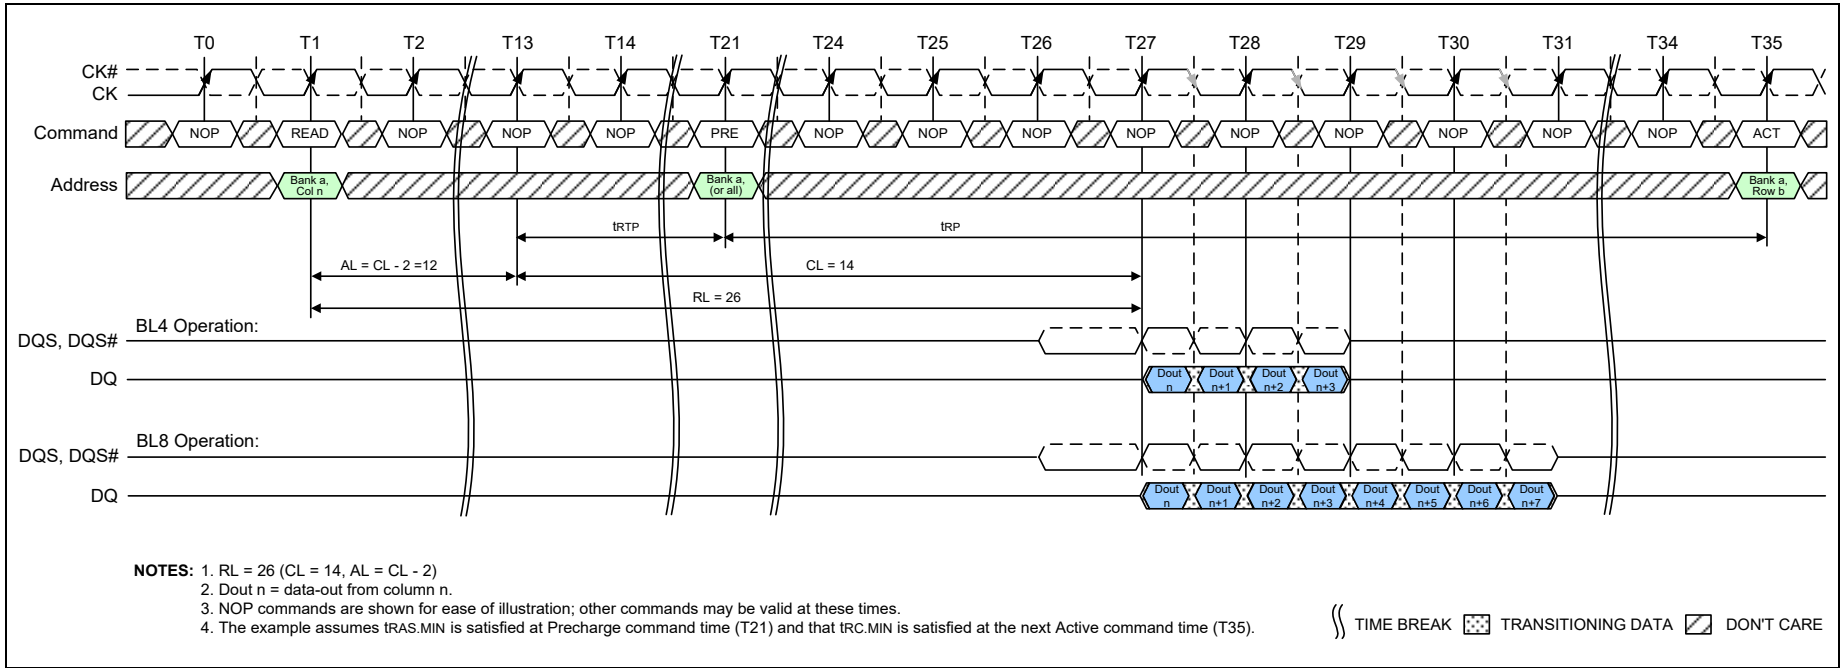 T0 T1 T2 T13 T14 T21 T24 T25 T26 T27 T28 T29 T30 T31 T34 T35
CK#
CK
Command NOP READ NOP NOP NOP PRE NOP NOP NOP NOP NOP NOP NOP NOP NOP ACT
Address Bank a, Col n Bank a, (or all) Bank a, Row b
tRTP tRP
AL = CL - 2 =12 CL = 14
RL = 26
BL4 Operation:
DQS, DQS#
DQ Dout n Dout n+1 Dout n+2 Dout n+3
BL8 Operation:
DQS, DQS#
DQ Dout n Dout n+1 Dout n+2 Dout n+3 Dout n+4 Dout n+5 Dout n+6 Dout n+7
NOTES: 1. RL = 26 (CL = 14, AL = CL - 2)
2. Dout n = data-out from column n.
3. NOP commands are shown for ease of illustration; other commands may be valid at these times.
4. The example assumes tRAS.MIN is satisfied at Precharge command time (T21) and that tRC.MIN is satisfied at the next Active command time (T35).
TIME BREAK TRANSITIONING DATA DON'T CARE